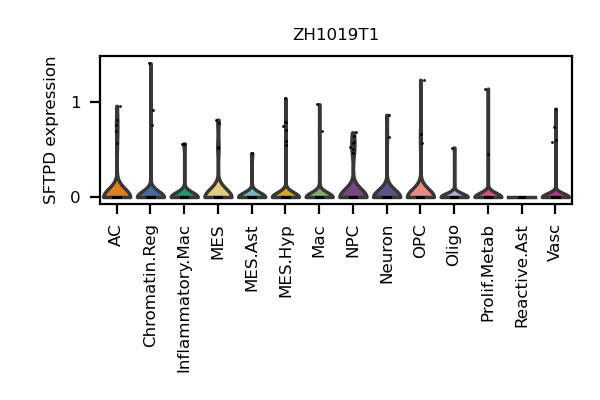 ZH1019T1
SFTPD expression
1
0
AC
Chromatin.Reg
Inflammatory.Mac
MES
MES.Ast
MES.Hyp
Mac
NPC
Neuron
OPC
Oligo
Prolif.Metab
Reactive.Ast
Vasc